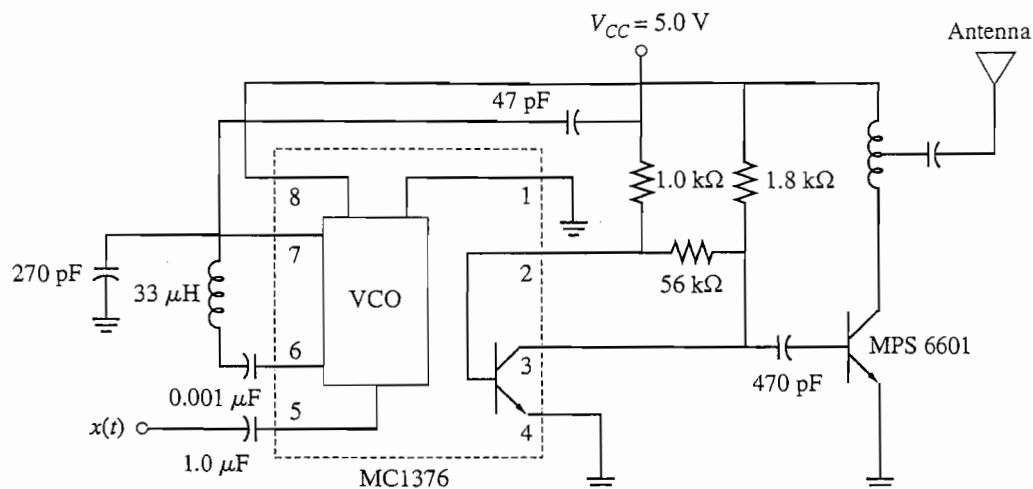 V_CC = 5.0 V
Antenna
47 pF
8
1
1.0 kΩ
1.8 kΩ
7
270 pF
33 μH
VCO
2
56 kΩ
6
3
MPS 6601
0.001 μF
470 pF
5
x(t)
4
1.0 μF
MC1376